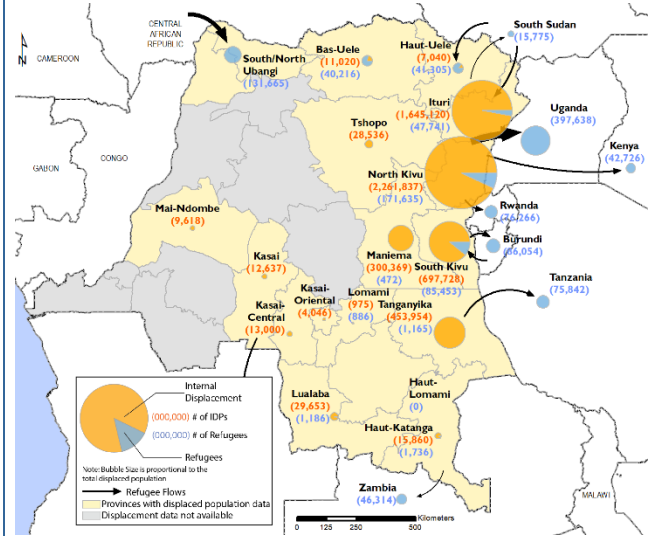 CENTRAL
AFRICAN
REPUBLIC
N
CAMEROON
South/North
Ubangi
(131,665)
Bas-Uele
(11,020)
(40,216)
Haut-Uele
(7,040)
(41,305)
South Sudan
(15,775)
Ituri
(1,645,120)
(47,741)
Uganda
(397,638)
Tshopo
(28,536)
Kenya
(42,726)
GABON
CONGO
North Kivu
(2,261,837)
(171,635)
Rwanda
(76,266)
Mai-Ndombe
(9,618)
Burundi
(86,054)
Maniema
(300,369)
(472)
South Kivu
(697,728)
(85,453)
Kasai
(12,637)
Tanzania
(75,842)
Kasai-
Oriental
(4,046)
Lomami
(975)
(886)
Tanganyika
(453,954)
(1,165)
Kasai-
Central
(13,000)
Haut-
Lomami
(0)
Lualaba
(29,653)
(1,186)
Haut-Katanga
(15,860)
(1,736)
Zambia
(46,314)
MALAWI
Internal
Displacement
(000,000) # of IDPs
(000,000) # of Refugees
Refugees
Note: Bubble Size is proportional to the
total displaced population
Refugee Flows
Provinces with displaced population data
Displacement data not available
Kilometers
0 125 250 500